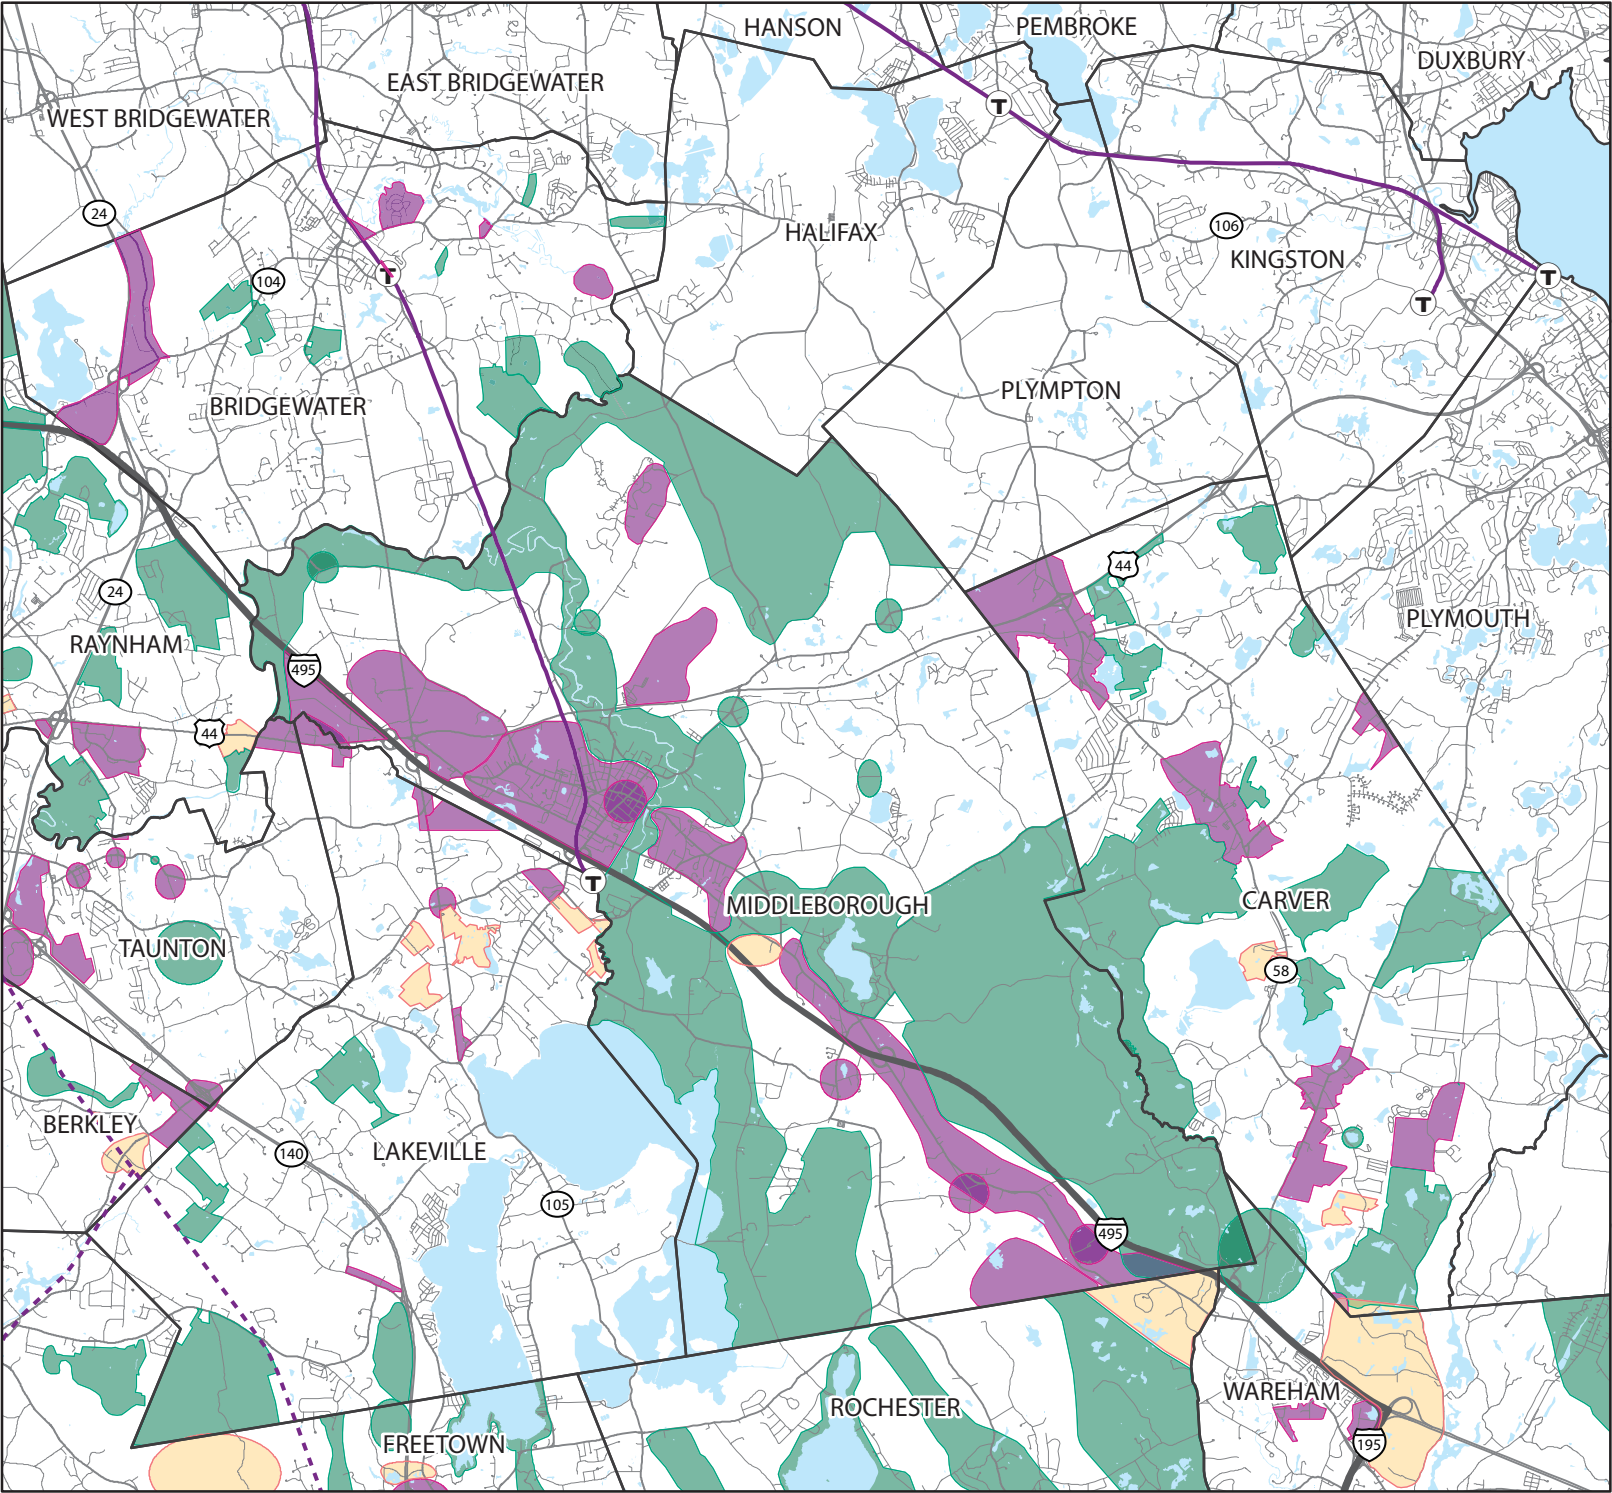 HANSON
PEMBROKE
DUXBURY
EAST BRIDGEWATER
WEST BRIDGEWATER
T
24
106
HALIFAX
KINGSTON
T
T
104
T
PLYMPTON
BRIDGEWATER
44
24
PLYMOUTH
RAYNHAM
495
44
T
MIDDLEBOROUGH
CARVER
TAUNTON
58
BERKLEY
140
LAKEVILLE
105
495
WAREHAM
ROCHESTER
FREETOWN
195